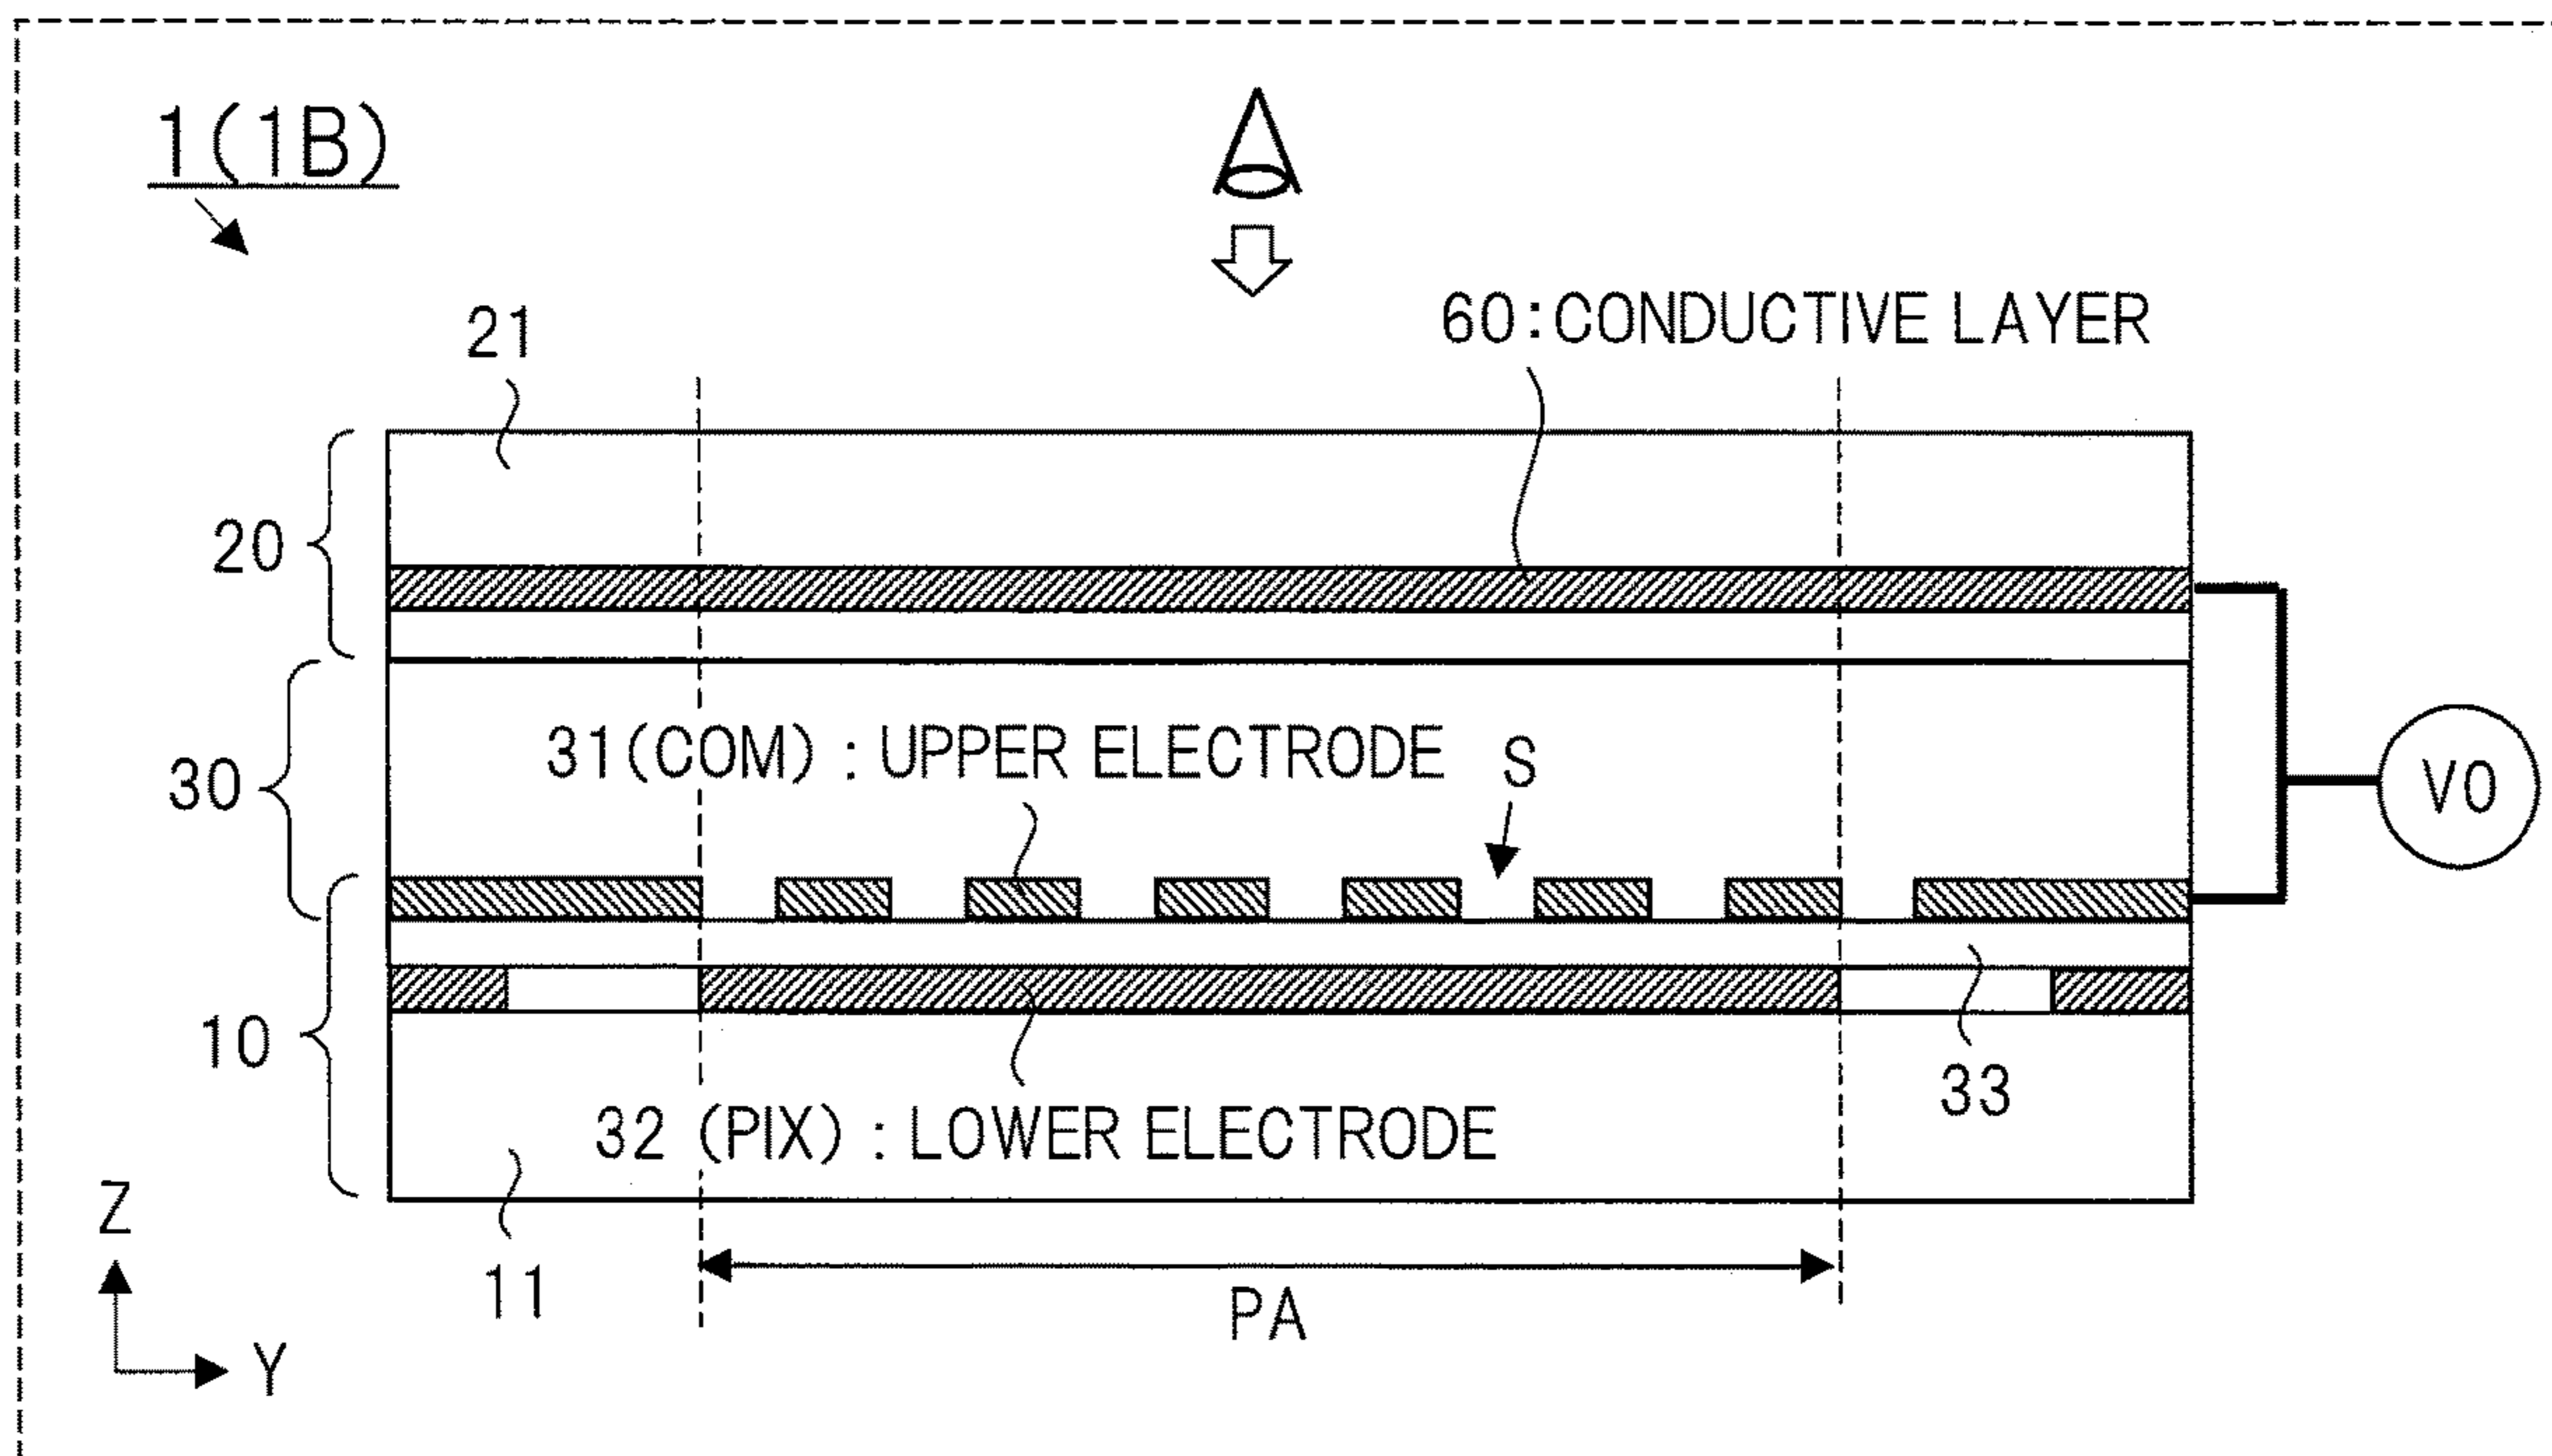 1(1B)
21
60:CONDUCTIVE LAYER
20
31(COM) : UPPER ELECTRODE
S
30
V0
10
33
32 (PIX) : LOWER ELECTRODE
Z
11
PA
Y